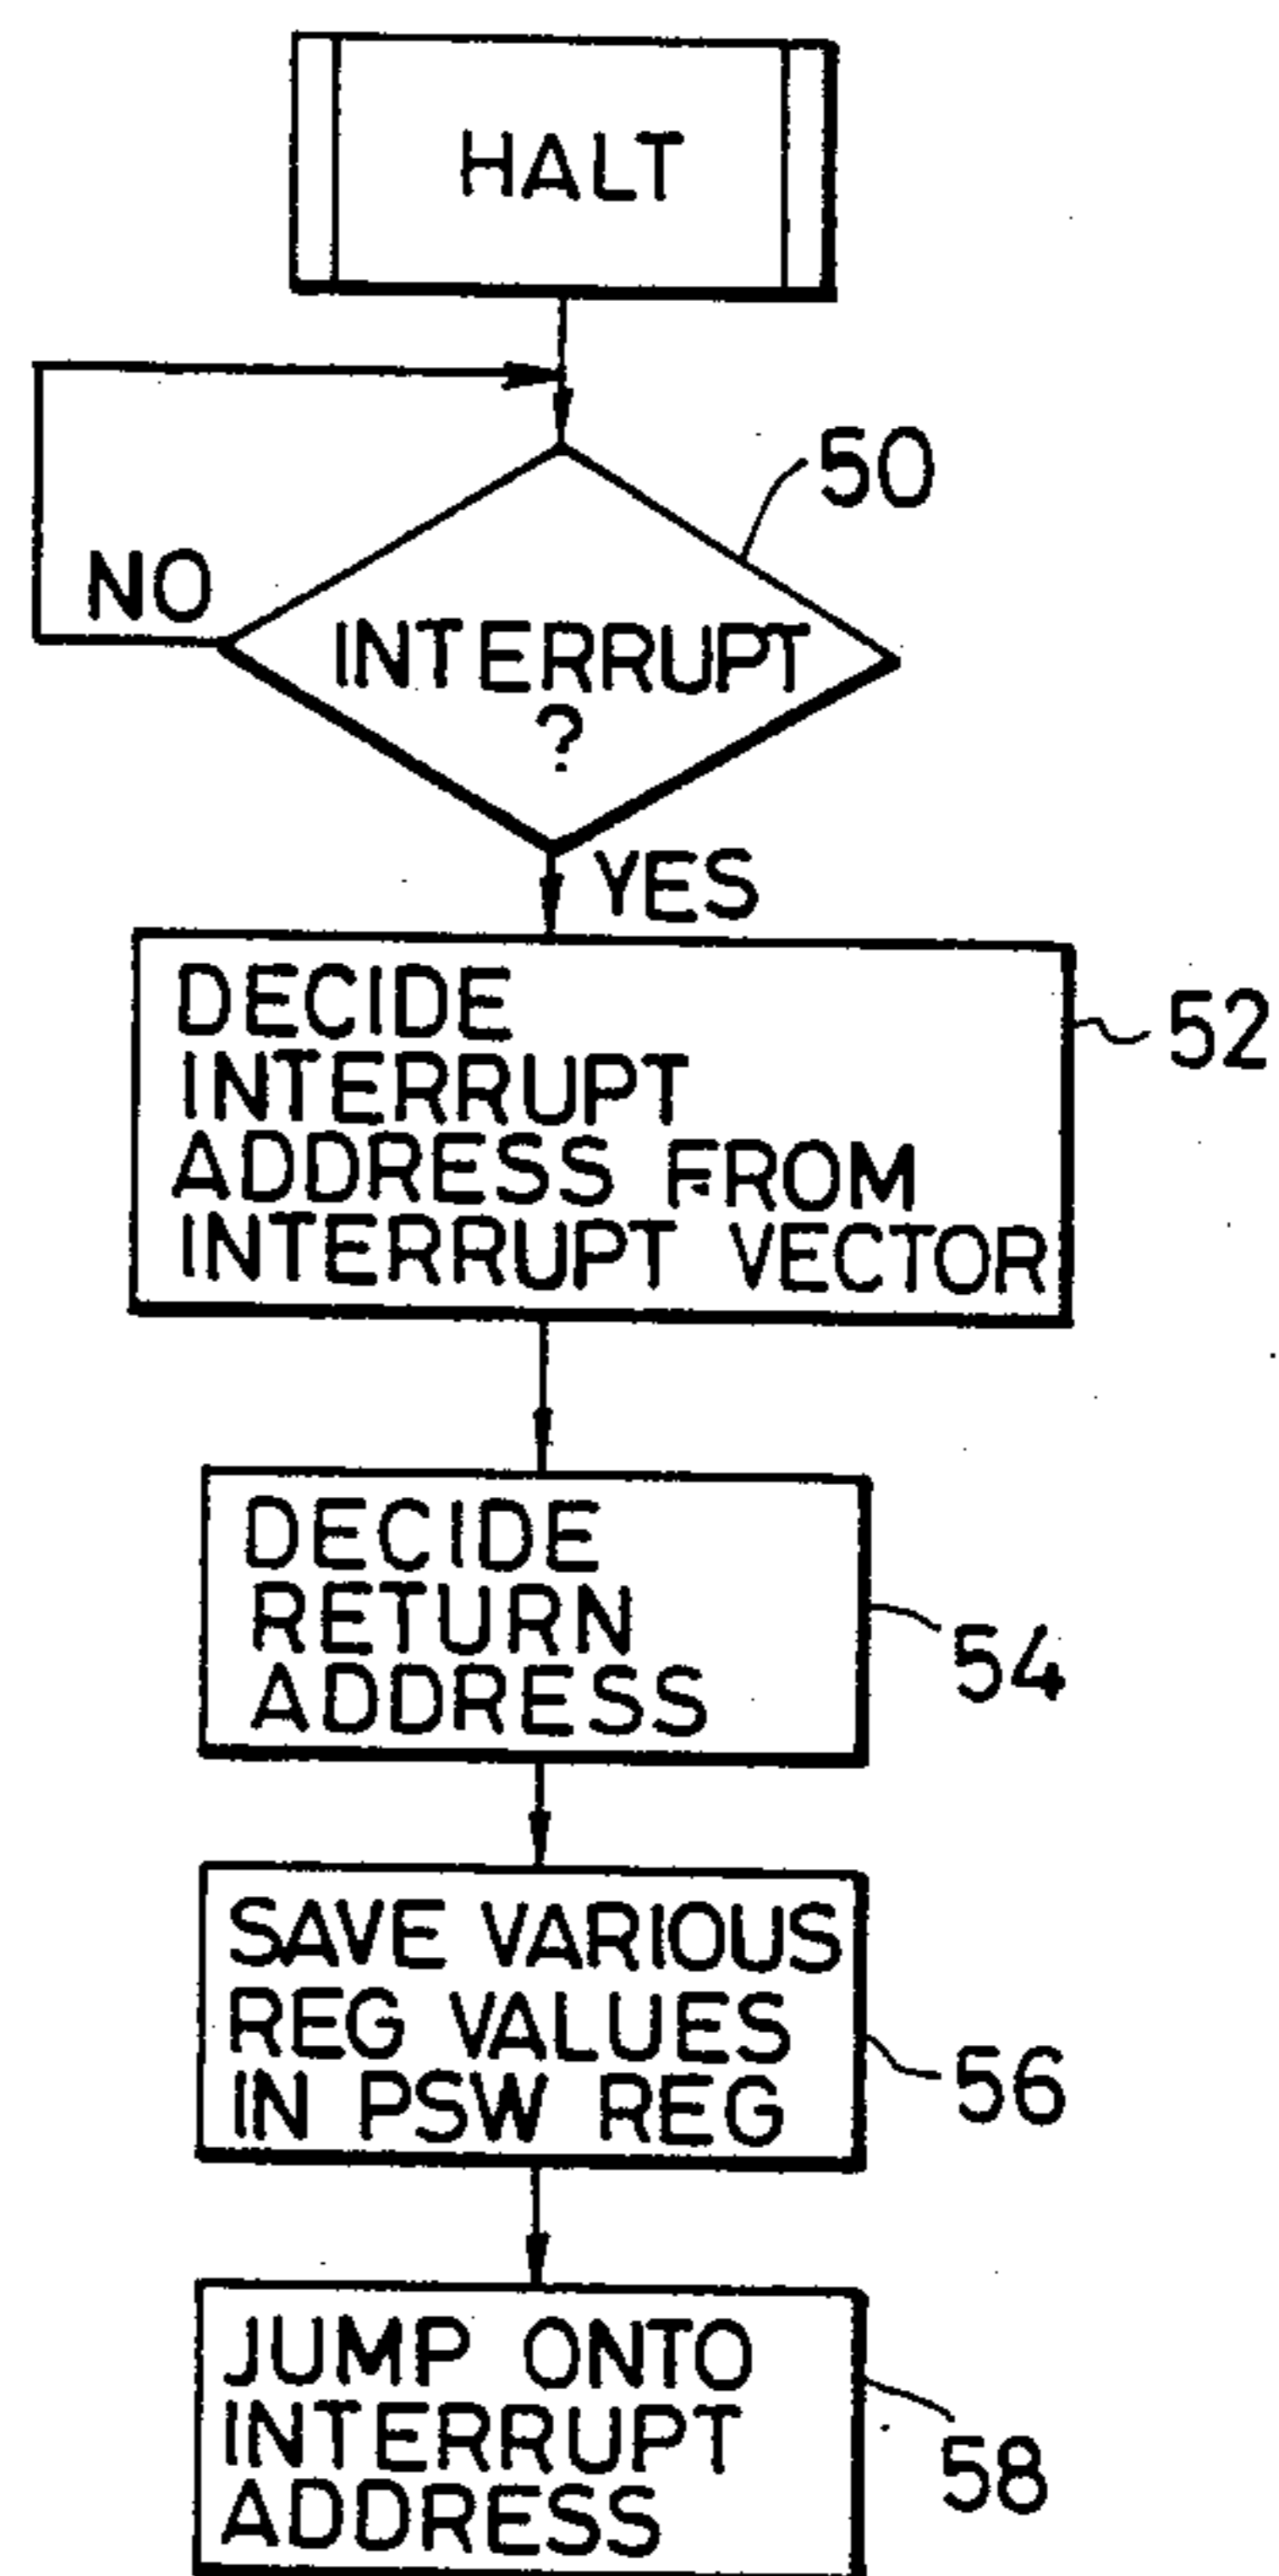 HALT
50
NO
INTERRUPT
?
YES
DECIDE
INTERRUPT
ADDRESS FROM
INTERRUPT VECTOR
52
DECIDE
RETURN
ADDRESS
54
SAVE VARIOUS
REG VALUES
IN PSW REG
56
JUMP ONTO
INTERRUPT
ADDRESS
58